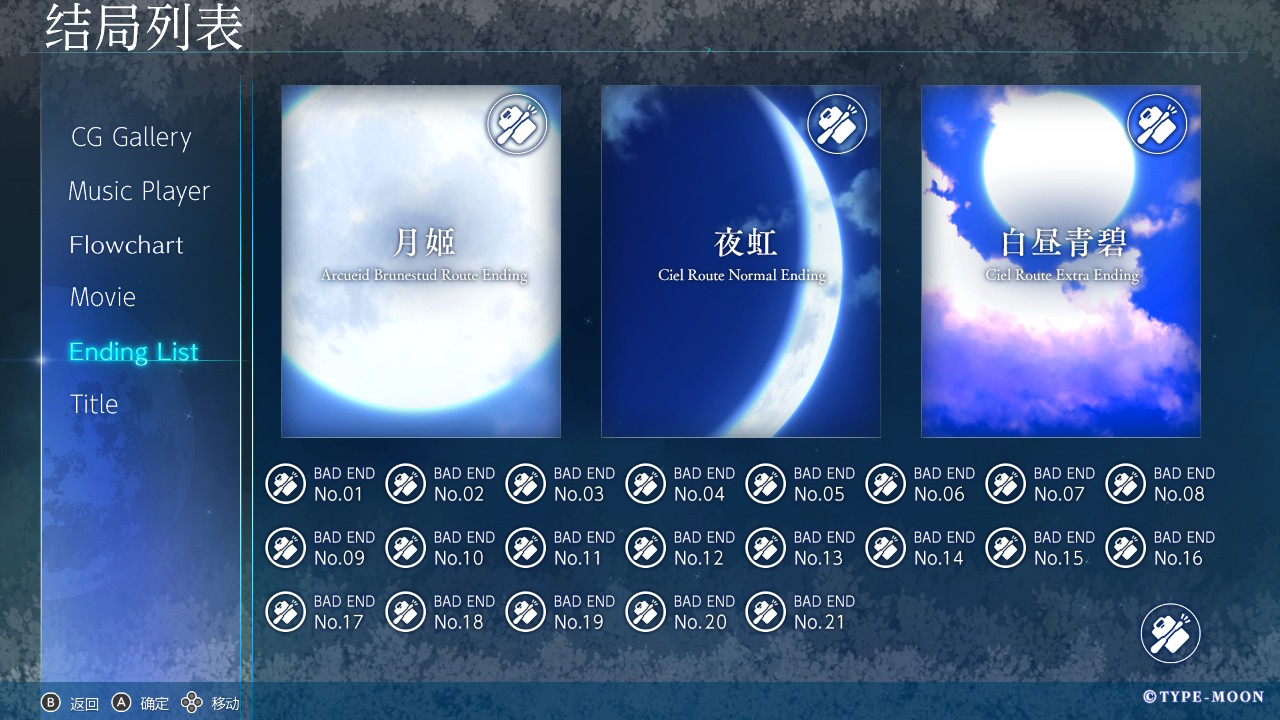 结局列表
CG Gallery
Music Player
Flowchart
Movie
Ending List
Title
月姬
Arcueid Brunestud Route Ending
夜虹
Ciel Route Normal Ending
白昼青碧
Ciel Route Extra Ending
BAD END No.01
BAD END No.02
BAD END No.03
BAD END No.04
BAD END No.05
BAD END No.06
BAD END No.07
BAD END No.08
BAD END No.09
BAD END No.10
BAD END No.11
BAD END No.12
BAD END No.13
BAD END No.14
BAD END No.15
BAD END No.16
BAD END No.17
BAD END No.18
BAD END No.19
BAD END No.20
BAD END No.21
B 返回 A 确定 移动
©TYPE-MOON